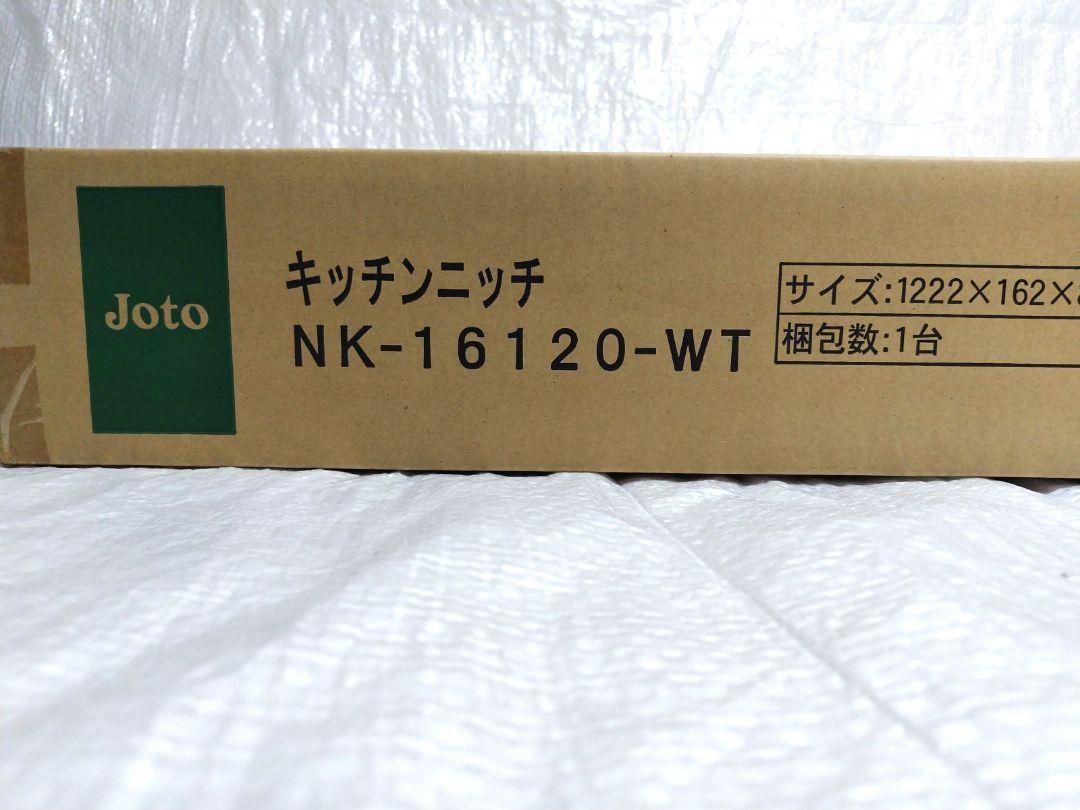 Joto
キッチンニッチ
NK-16120-WT
サイズ:1222×162×
梱包数:1台